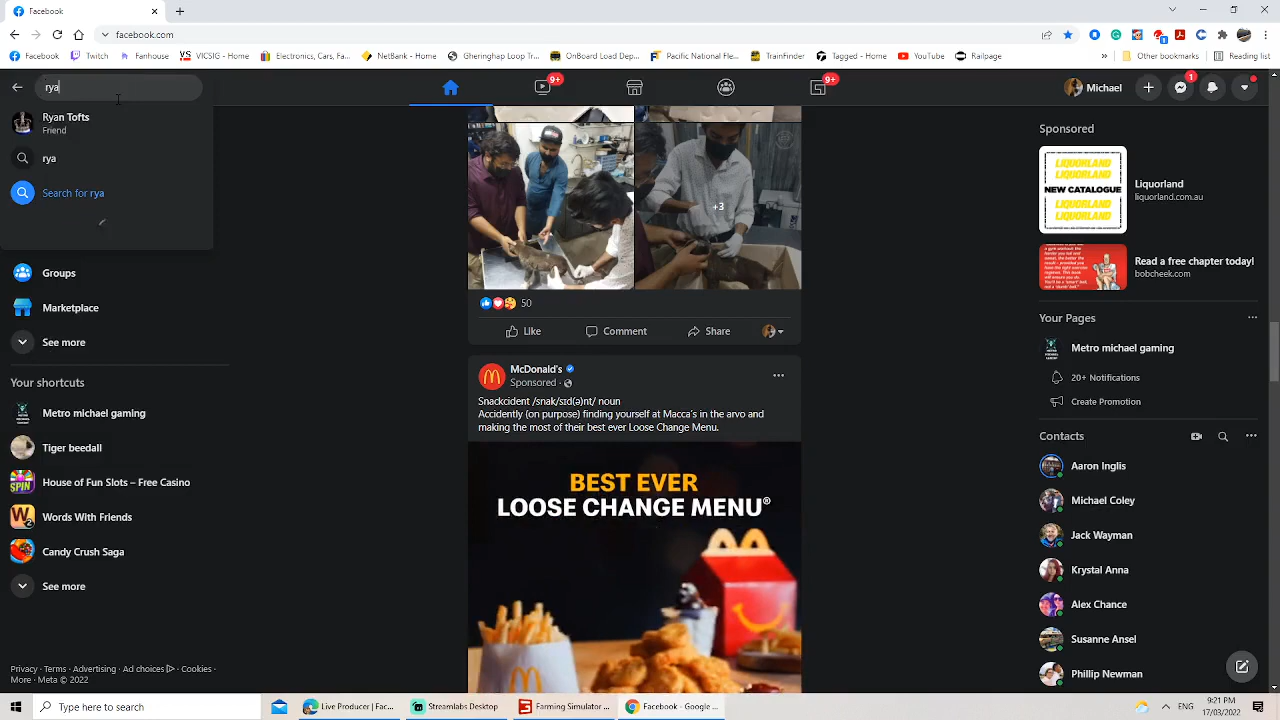 Facebook
facebook.com
Facebook
Twitch
Fanhouse
VICSIG - Home
Electronics, Cars, Fa...
NetBank - Home
Gheringhap Loop Tr...
OnBoard Level Det...
Pacific National Fle...
TrainFinder
Tagged - Home
YouTube
Railpage
»
Other bookmarks
Reading list
rya
9+
9+
Michael
1
Friend
rya
Search for rya
Groups
Marketplace
See more
Your shortcuts
Metro michael gaming
Tiger beedall
House of Fun Slots – Free Casino
Words With Friends
Candy Crush Saga
See more
Privacy · Terms · Advertising · Ad choices · Cookies ·
More · Meta © 2022
+3
50
Like
Comment
Share
McDonald's
Sponsored ·
Snackcident /snak/sɪd(ə)nt/ noun
Accidently (on purpose) finding yourself at Macca's in the arvo and
making the most of their best ever Loose Change Menu.
BEST EVER
LOOSE CHANGE MENU®
Sponsored
LIQUORLAND
LIQUORLAND
NEW CATALOGUE
LIQUORLAND
LIQUORLAND
Liquorland
liquorland.com.au
Read a free chapter today!
bobbrleek.com
Your Pages
Metro michael gaming
20+ Notifications
Create Promotion
Contacts
Aaron Inglis
Michael Coley
Jack Wayman
Krystal Anna
Alex Chance
Susanne Ansel
Phillip Newman
Type here to search
Live Producer | Fac...
Streamlabs Desktop
Farming Simulator ...
Facebook - Google ...
ENG
17/03/2022